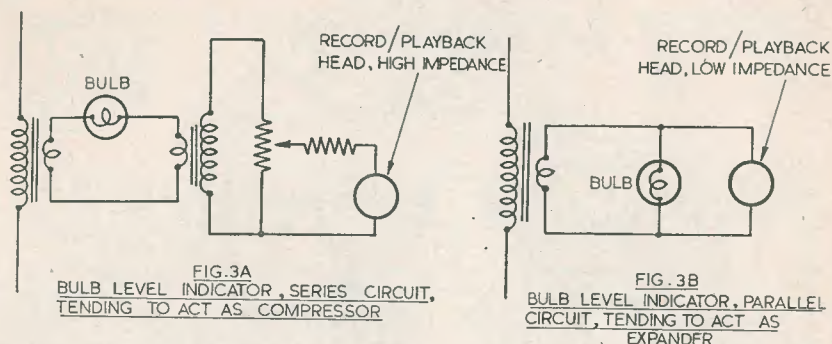 RECORD/PLAYBACK
HEAD, HIGH IMPEDANCE
BULB
FIG.3A
BULB LEVEL INDICATOR, SERIES CIRCUIT,
TENDING TO ACT AS COMPRESSOR
RECORD/PLAYBACK
HEAD, LOW IMPEDANCE
BULB
FIG. 3B
BULB LEVEL INDICATOR, PARALLEL
CIRCUIT, TENDING TO ACT AS
EXPANDER